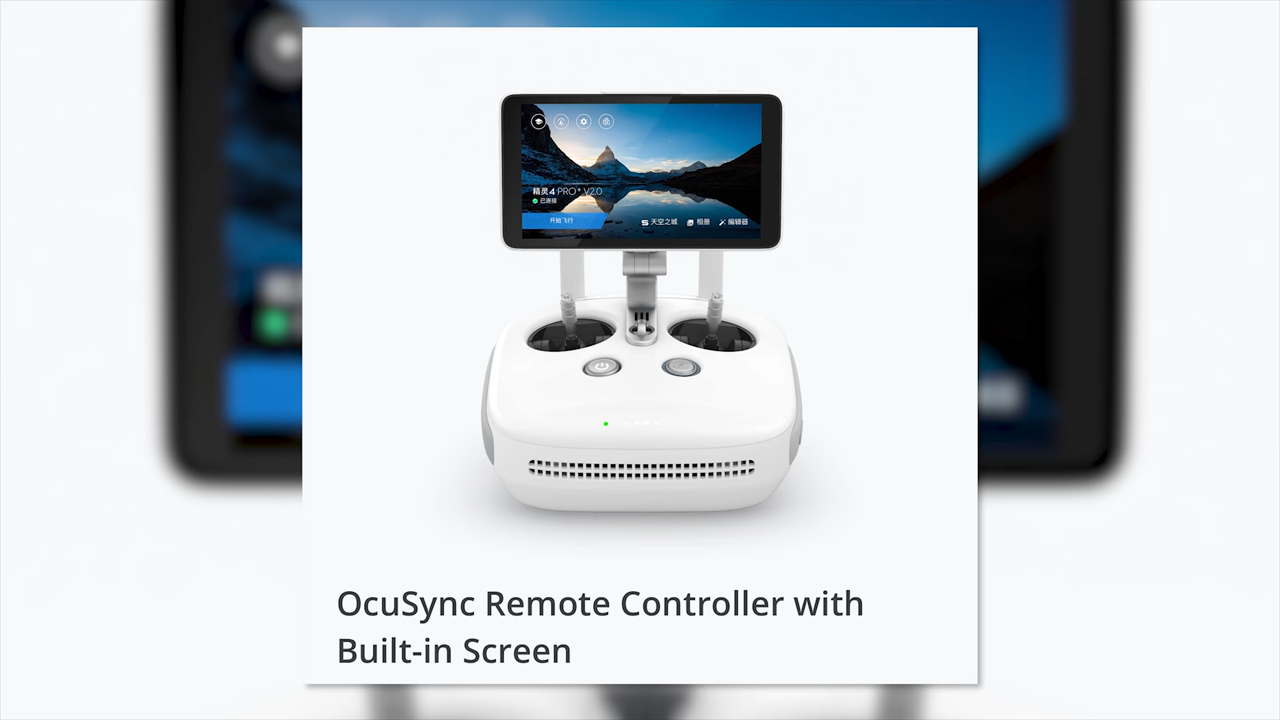 精灵4 PRO+ V2.0
已连接
开始飞行
天空之城 相册 编辑器
OcuSync Remote Controller with
Built-in Screen